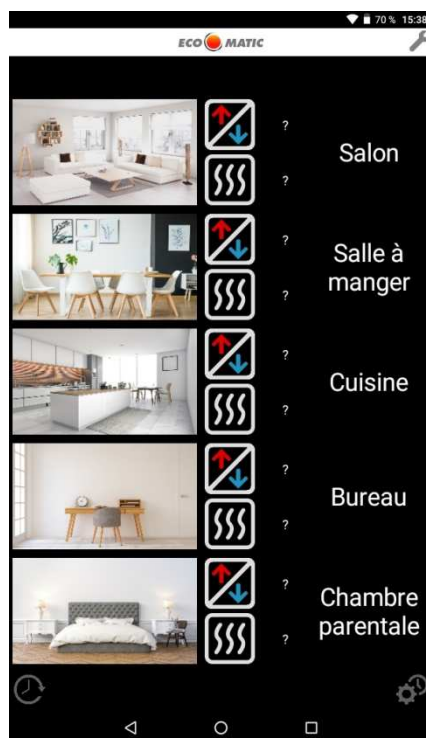 70 % 15:38
ECO MATIC
?
Salon
?
?
Salle à
manger
?
?
Cuisine
?
?
Bureau
?
?
Chambre
parentale
?